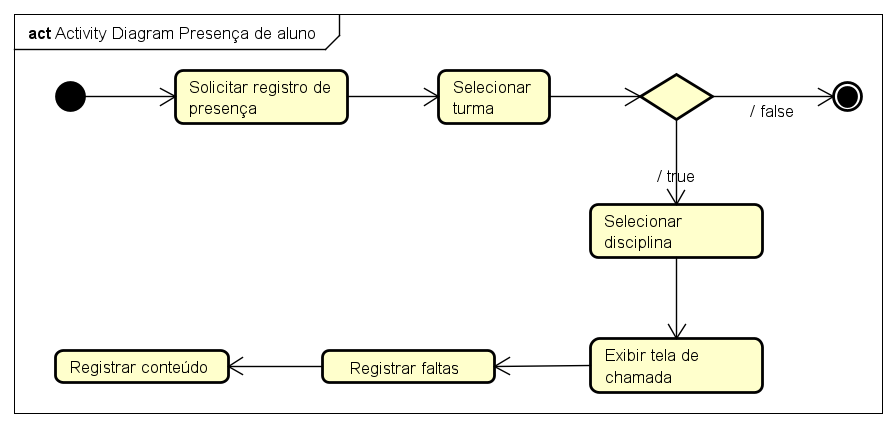 act Activity Diagram Presença de aluno
Solicitar registro de
presença
Selecionar
turma
/ false
/ true
Selecionar
disciplina
Exibir tela de
chamada
Registrar faltas
Registrar conteúdo